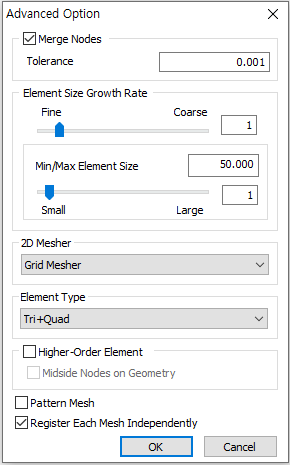 Advanced Option
Merge Nodes
Tolerance 0.001
Element Size Growth Rate
Fine Coarse
1
Min/Max Element Size 50.000
1
Small Large
2D Mesher
Grid Mesher
Element Type
Tri+Quad
Higher-Order Element
Midside Nodes on Geometry
Pattern Mesh
Register Each Mesh Independently
OK Cancel